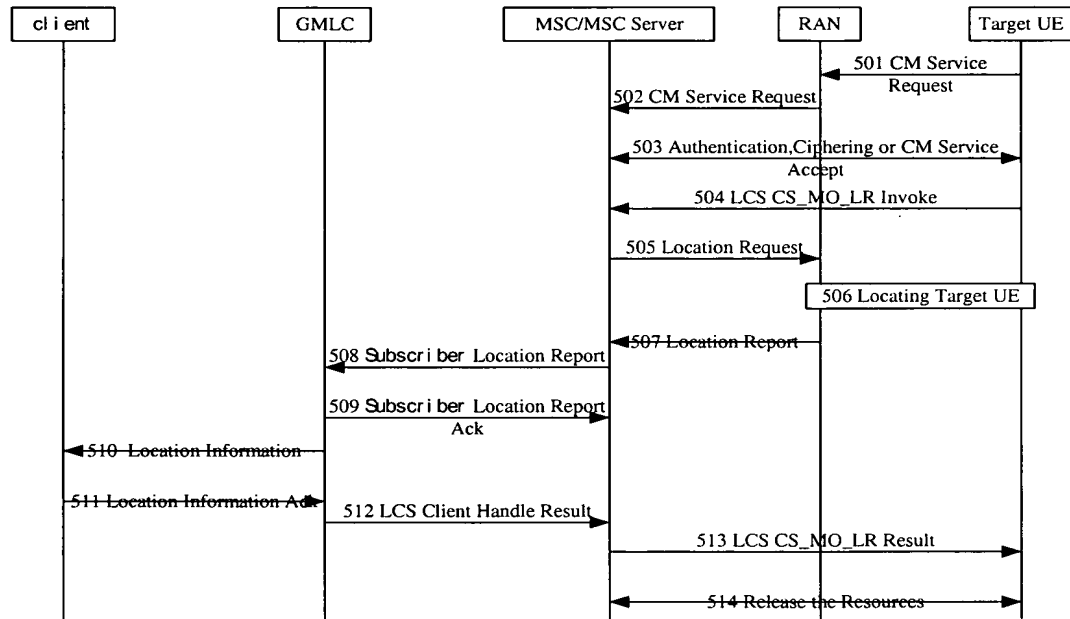 client
GMLC
MSC/MSC Server
RAN
Target UE
501 CM Service
Request
502 CM Service Request
503 Authentication,Ciphering or CM Service
Accept
504 LCS CS_MO_LR Invoke
505 Location Request
506 Locating Target UE
507 Location Report
508 Subscriber Location Report
509 Subscriber Location Report
Ack
510 Location Information
511 Location Information Ack
512 LCS Client Handle Result
513 LCS CS_MO_LR Result
514 Release the Resources